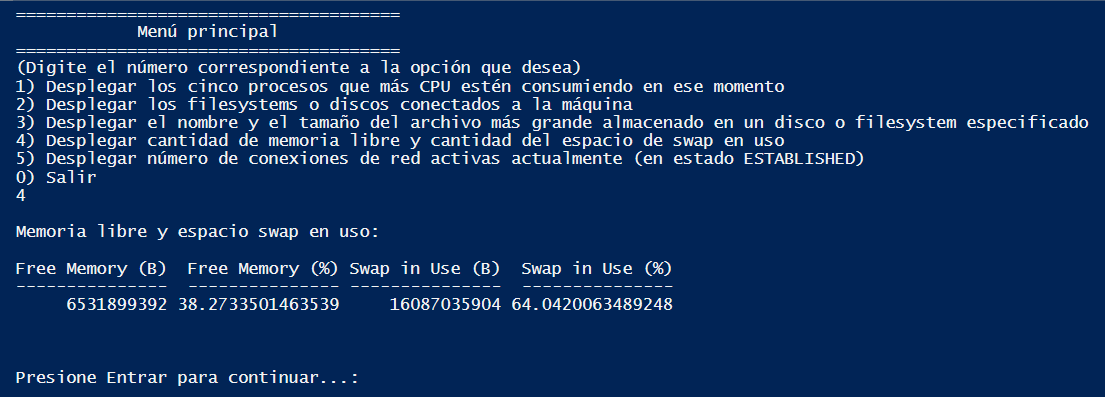 ======================================
Menú principal
======================================
(Digite el número correspondiente a la opción que desea)
1) Desplegar los cinco procesos que más CPU estén consumiendo en ese momento
2) Desplegar los filesystems o discos conectados a la máquina
3) Desplegar el nombre y el tamaño del archivo más grande almacenado en un disco o filesystem especificado
4) Desplegar cantidad de memoria libre y cantidad del espacio de swap en uso
5) Desplegar número de conexiones de red activas actualmente (en estado ESTABLISHED)
0) Salir
4
Memoria libre y espacio swap en uso:
Free Memory (B)  Free Memory (%) Swap in Use (B)  Swap in Use (%)
---------------  --------------- ---------------  ---------------
     6531899392 38.2733501463539     16087035904 64.0420063489248
Presione Entrar para continuar...: